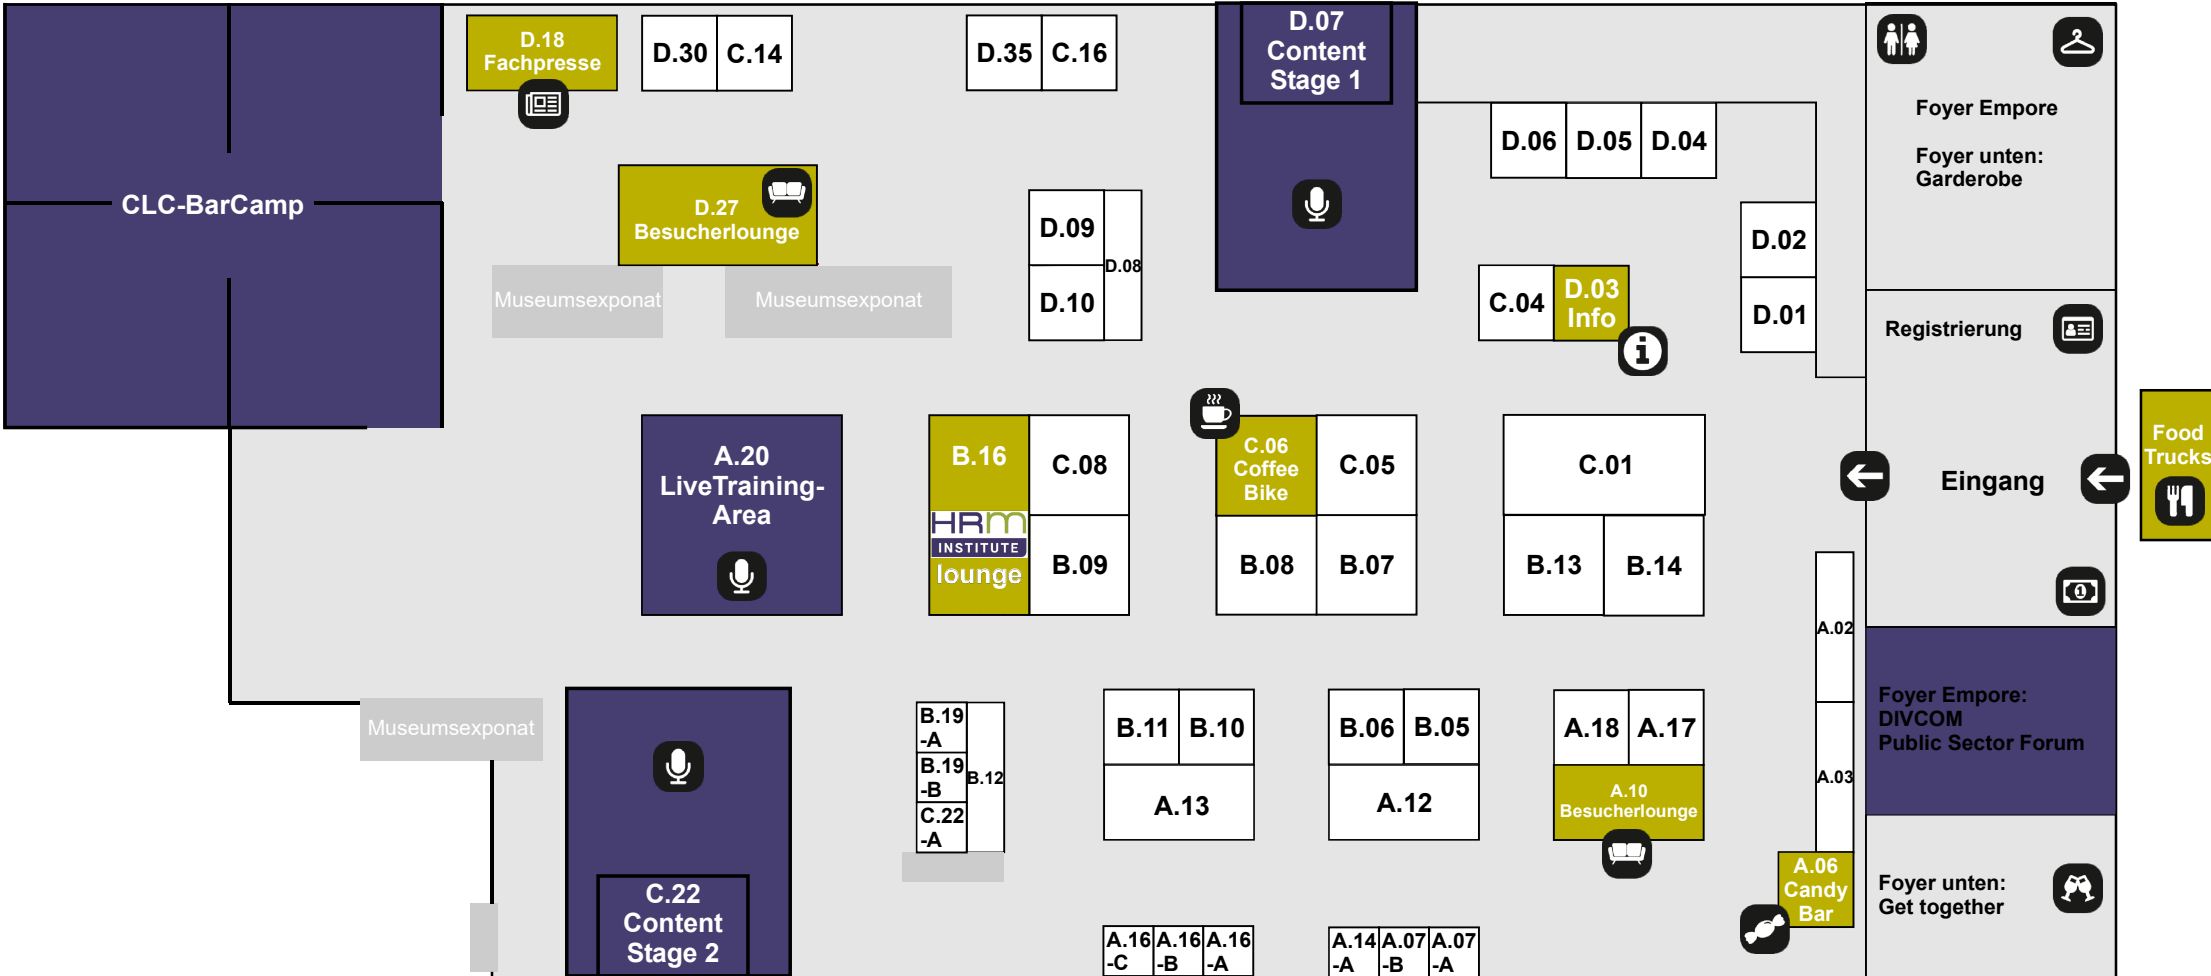 D.18
Fachpresse
D.30
C.14
D.35
C.16
D.07
Content
Stage 1
Foyer Empore
Foyer unten:
Garderobe
D.06
D.05
D.04
CLC-BarCamp
D.27
Besucherlounge
D.09
D.08
D.10
D.02
D.01
C.04
D.03
Info
Museumsexponat
Museumsexponat
Registrierung
A.20
LiveTraining-
Area
B.16
HRM
INSTITUTE
lounge
C.08
B.09
C.06
Coffee
Bike
C.05
B.08
B.07
C.01
B.13
B.14
Eingang
Food
Trucks
1
A.02
A.03
Foyer Empore:
DIVCOM
Public Sector Forum
Museumsexponat
B.19
-A
B.19
-B
C.22
-A
B.12
B.11
B.10
A.13
B.06
B.05
A.12
A.18
A.17
A.10
Besucherlounge
A.06
Candy
Bar
Foyer unten:
Get together
C.22
Content
Stage 2
A.16
-C
A.16
-B
A.16
-A
A.14
-A
A.07
-B
A.07
-A